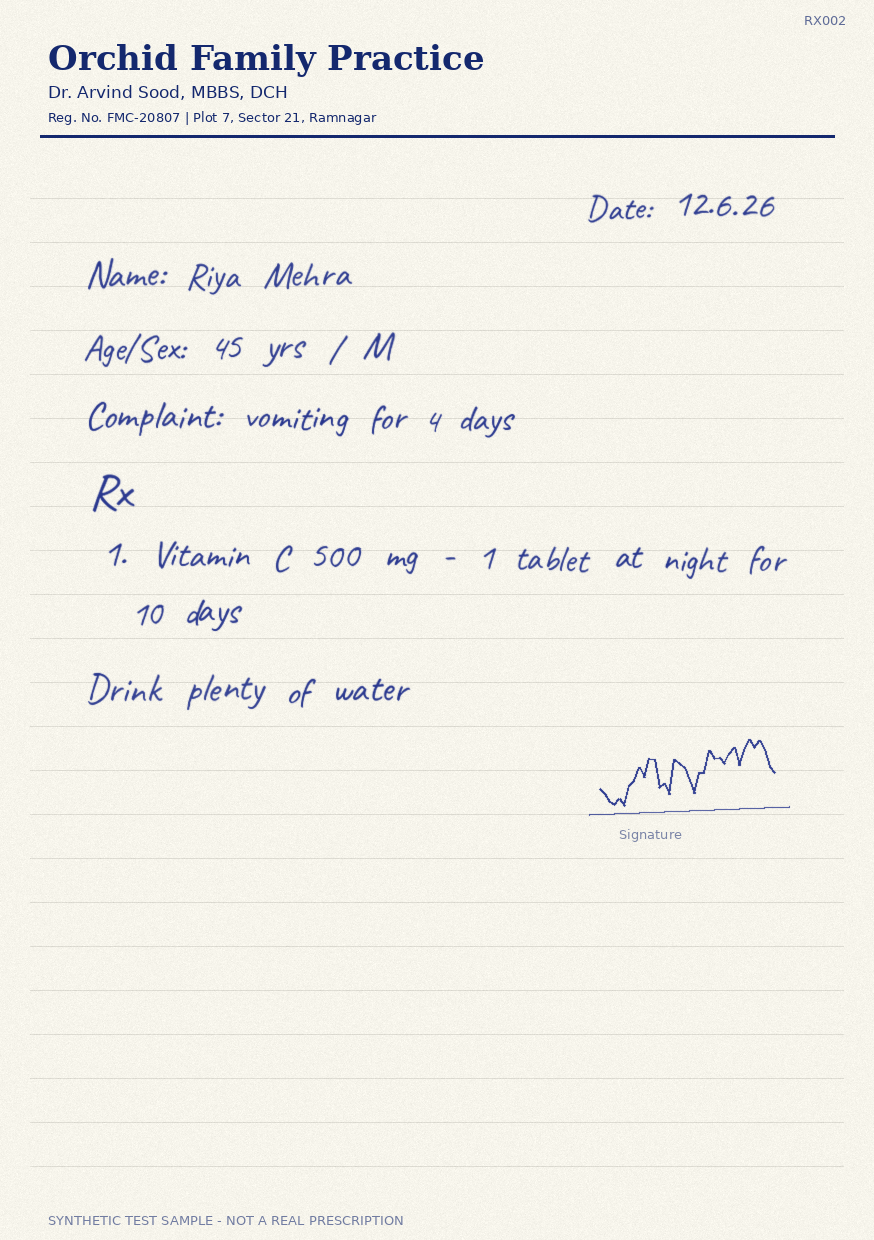 RX002
Orchid Family Practice
Dr. Arvind Sood, MBBS, DCH
Reg. No. FMC-20807 | Plot 7, Sector 21, Ramnagar
Date: 12.6.26
Name: Riya Mehra
Age/Sex: 45 yrs / M
Complaint: vomiting for 4 days
Rx
1. Vitamin C 500 mg - 1 tablet at night for
10 days
Drink plenty of water
Signature
SYNTHETIC TEST SAMPLE - NOT A REAL PRESCRIPTION